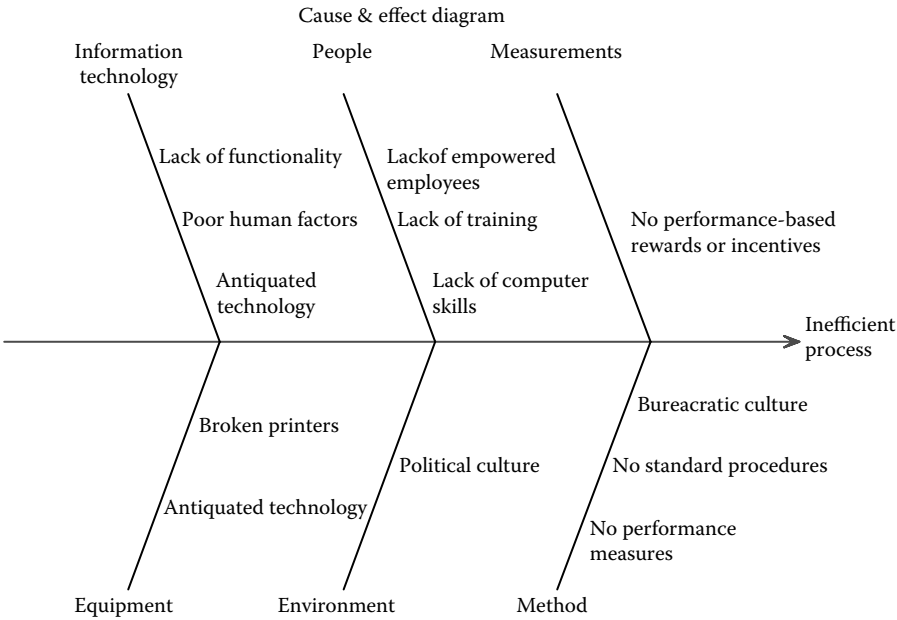 Cause & effect diagram
Information
technology
People
Measurements
Lack of functionality
Poor human factors
Antiquated
technology
Lackof empowered
employees
Lack of training
Lack of computer
skills
No performance-based
rewards or incentives
Inefficient
process
Broken printers
Antiquated technology
Political culture
Bureacratic culture
No standard procedures
No performance
measures
Equipment
Environment
Method